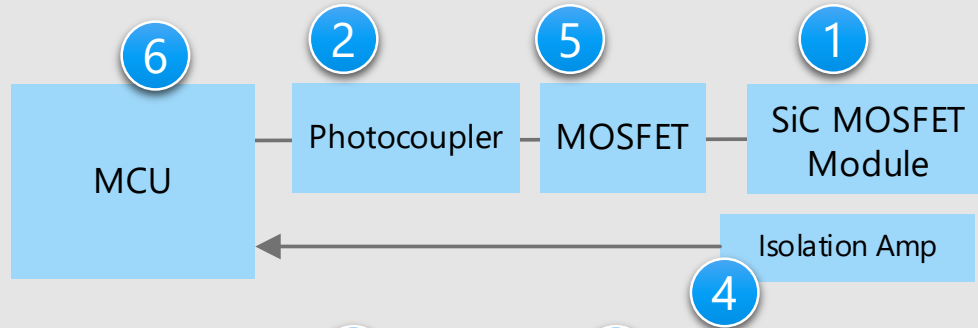 6
2
5
1
MCU
Photocoupler
MOSFET
SiC MOSFET
Module
Isolation Amp
4